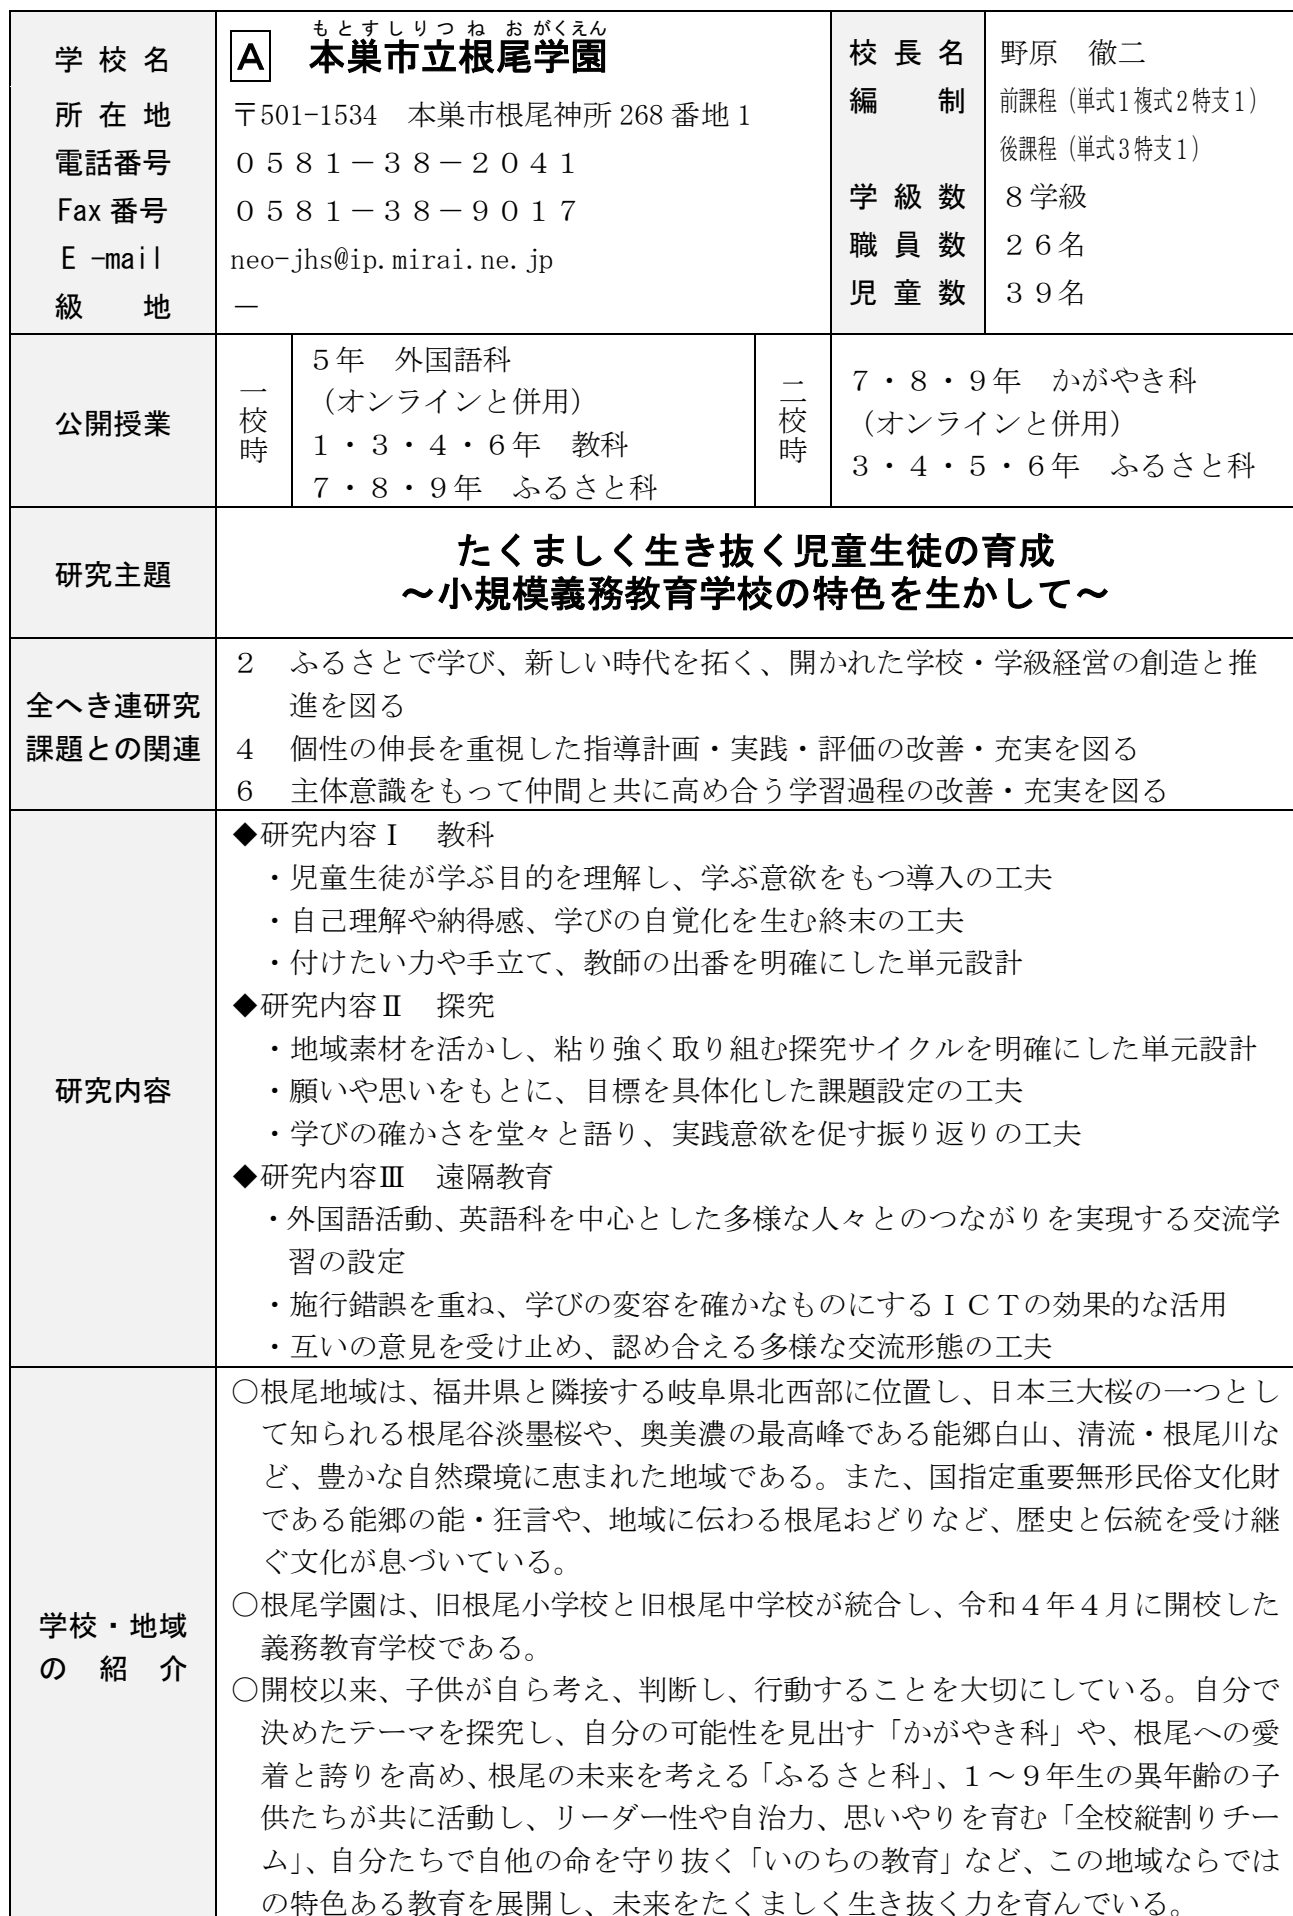 学校名
もとすしりつねおがくえん
A 本巣市立根尾学園
所在地
〒501-1534　本巣市根尾神所268番地1
電話番号
０５８１－３８－２０４１
Fax番号
０５８１－３８－９０１７
E-mail
neo-jhs@ip.mirai.ne.jp
級地
－
校長名
野原　徹二
編制
前課程（単式１複式２特支１）
後課程（単式３特支１）
学級数
８学級
職員数
２６名
児童数
３９名
公開授業
一校時
５年　外国語科
（オンラインと併用）
１・３・４・６年　教科
７・８・９年　ふるさと科
二校時
７・８・９年　かがやき科
（オンラインと併用）
３・４・５・６年　ふるさと科
研究主題
たくましく生き抜く児童生徒の育成
～小規模義務教育学校の特色を生かして～
全へき連研究
課題との関連
２　ふるさとで学び、新しい時代を拓く、開かれた学校・学級経営の創造と推
進を図る
４　個性の伸長を重視した指導計画・実践・評価の改善・充実を図る
６　主体意識をもって仲間と共に高め合う学習過程の改善・充実を図る
研究内容
◆研究内容Ⅰ　教科
・児童生徒が学ぶ目的を理解し、学ぶ意欲をもつ導入の工夫
・自己理解や納得感、学びの自覚化を生む終末の工夫
・付けたい力や手立て、教師の出番を明確にした単元設計
◆研究内容Ⅱ　探究
・地域素材を活かし、粘り強く取り組む探究サイクルを明確にした単元設計
・願いや思いをもとに、目標を具体化した課題設定の工夫
・学びの確かさを堂々と語り、実践意欲を促す振り返りの工夫
◆研究内容Ⅲ　遠隔教育
・外国語活動、英語科を中心とした多様な人々とのつながりを実現する交流学
習の設定
・施行錯誤を重ね、学びの変容を確かなものにするＩＣＴの効果的な活用
・互いの意見を受け止め、認め合える多様な交流形態の工夫
学校・地域
の紹介
○根尾地域は、福井県と隣接する岐阜県北西部に位置し、日本三大桜の一つとし
て知られる根尾谷淡墨桜や、奥美濃の最高峰である能郷白山、清流・根尾川な
ど、豊かな自然環境に恵まれた地域である。また、国指定重要無形民俗文化財
である能郷の能・狂言や、地域に伝わる根尾おどりなど、歴史と伝統を受け継
ぐ文化が息づいている。
○根尾学園は、旧根尾小学校と旧根尾中学校が統合し、令和４年４月に開校した
義務教育学校である。
○開校以来、子供が自ら考え、判断し、行動することを大切にしている。自分で
決めたテーマを探究し、自分の可能性を見出す「かがやき科」や、根尾への愛
着と誇りを高め、根尾の未来を考える「ふるさと科」、１～９年生の異年齢の子
供たちが共に活動し、リーダー性や自治力、思いやりを育む「全校縦割りチー
ム」、自分たちで自他の命を守り抜く「いのちの教育」など、この地域ならでは
の特色ある教育を展開し、未来をたくましく生き抜く力を育んでいる。